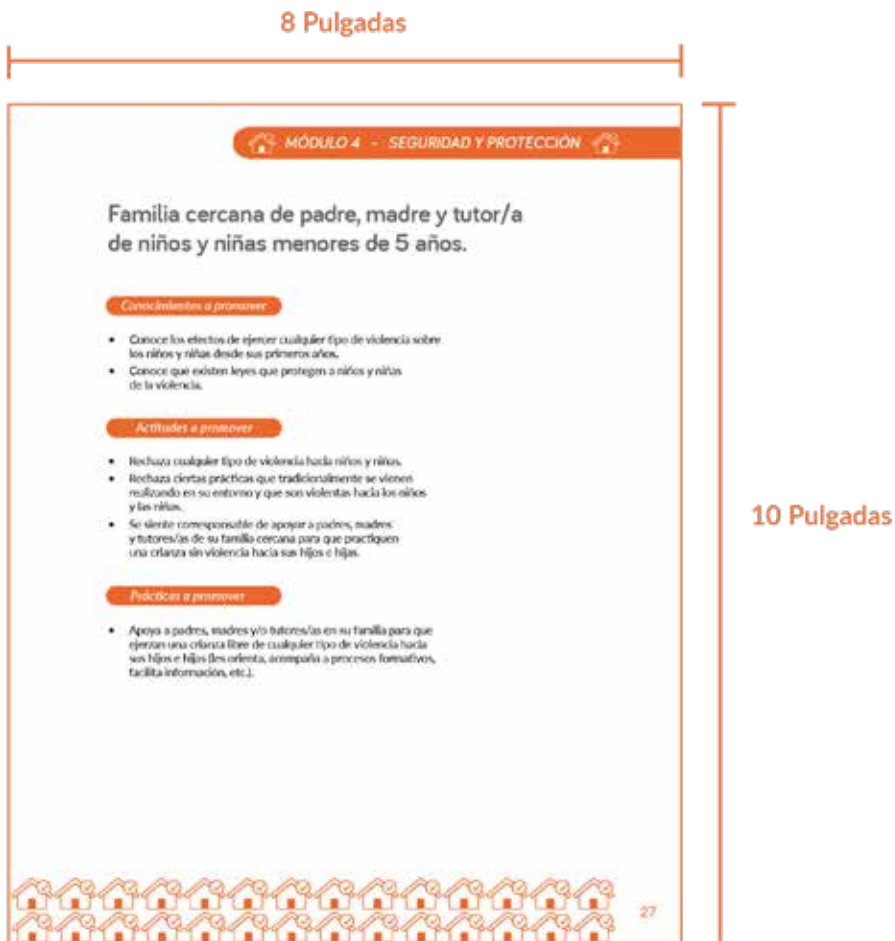 8 Pulgadas
MÓDULO 4 - SEGURIDAD Y PROTECCIÓN
Familia cercana de padre, madre y tutor/a
de niños y niñas menores de 5 años.
Conocimientos a promover
• Conoce los efectos de ejercer cualquier tipo de violencia sobre
los niños y niñas desde sus primeros años.
• Conoce que existen leyes que protegen a niños y niñas
de la violencia.
Actitudes a promover
• Rechaza cualquier tipo de violencia hacia niños y niñas.
• Rechaza ciertas prácticas que tradicionalmente se vienen
realizando en su entorno y que son violentas hacia los niños
y las niñas.
• Se siente corresponsable de apoyar a padres, madres
y tutores/as de su familia cercana para que practiquen
una crianza sin violencia hacia sus hijos e hijas.
10 Pulgadas
Prácticas a promover
• Apoya a padres, madres y/o tutores/as en su familia para que
ejerzan una crianza libre de cualquier tipo de violencia hacia
sus hijos e hijas (les orienta, acompaña a procesos formativos,
facilita información, etc.).
27